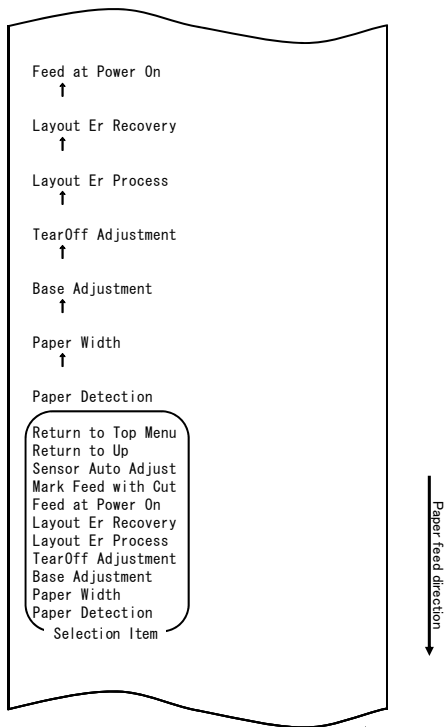 Feed at Power On
↑
Layout Er Recovery
↑
Layout Er Process
↑
TearOff Adjustment
↑
Base Adjustment
↑
Paper Width
↑
Paper Detection
Return to Top Menu
Return to Up
Sensor Auto Adjust
Mark Feed with Cut
Feed at Power On
Layout Er Recovery
Layout Er Process
TearOff Adjustment
Base Adjustment
Paper Width
Paper Detection
Selection Item
Paper feed direction